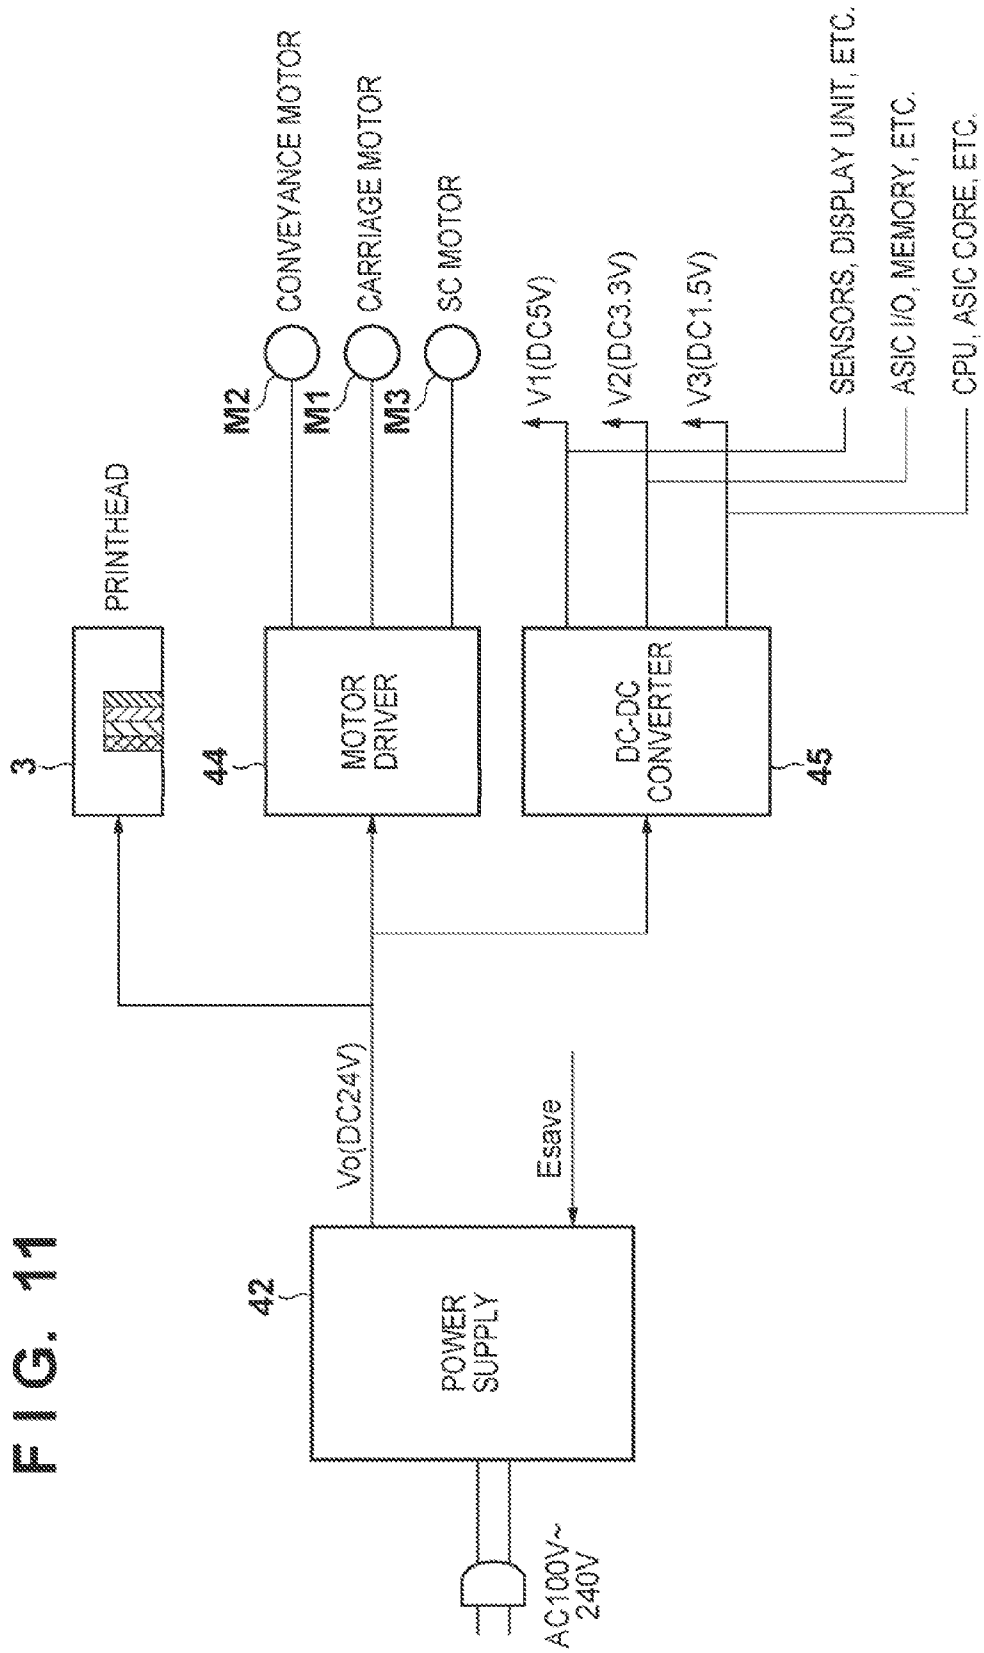 FIG. 11
3
PRINTHEAD
M2
CONVEYANCE MOTOR
M1
CARRIAGE MOTOR
M3
SC MOTOR
44
MOTOR
DRIVER
42
POWER
SUPPLY
Vo(DC24V)
Esave
AC100V~
240V
DC-DC
CONVERTER
45
V1(DC5V)
V2(DC3.3V)
V3(DC1.5V)
SENSORS, DISPLAY UNIT, ETC.
ASIC I/O, MEMORY, ETC.
CPU, ASIC CORE, ETC.